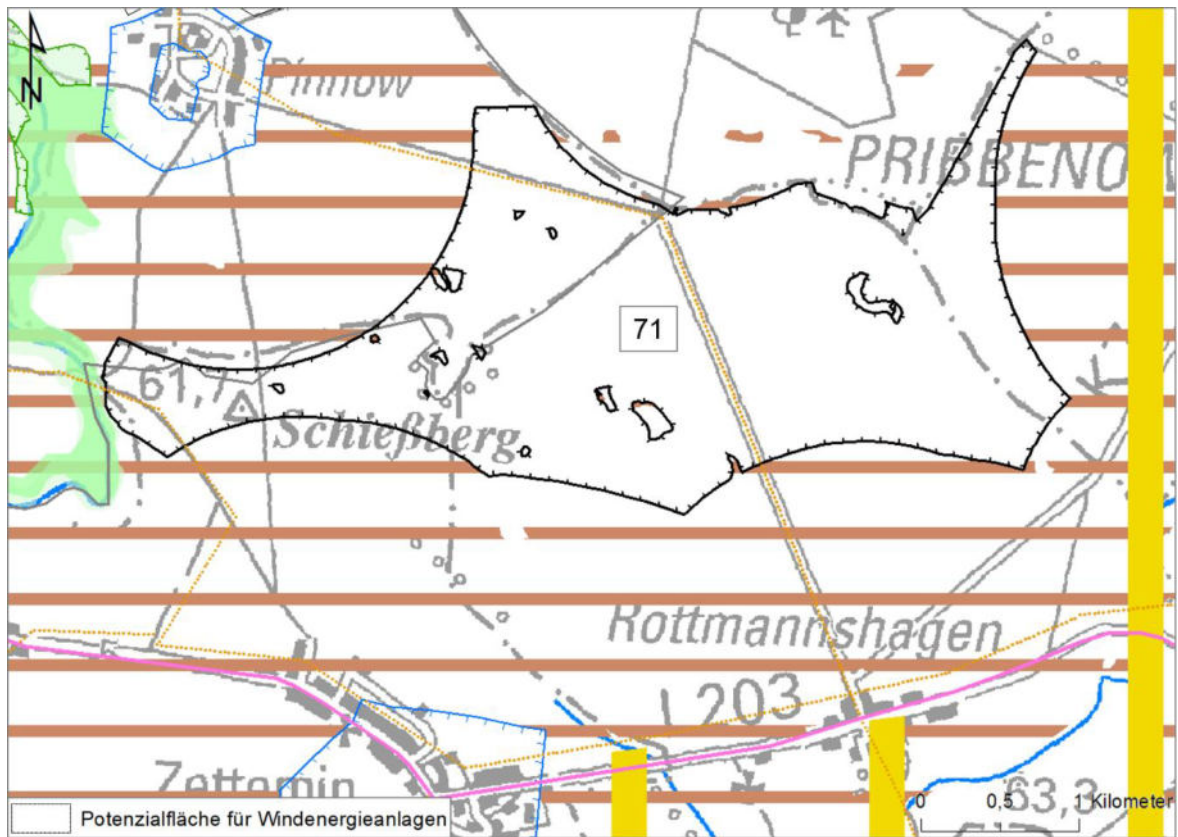 N
Pinnow
PRIBBENOW
71
61,7
Schießberg
Rottmannshagen
L203
Zettemin
63,3
0 0,5 1 Kilometer
Potenzialfläche für Windenergieanlagen